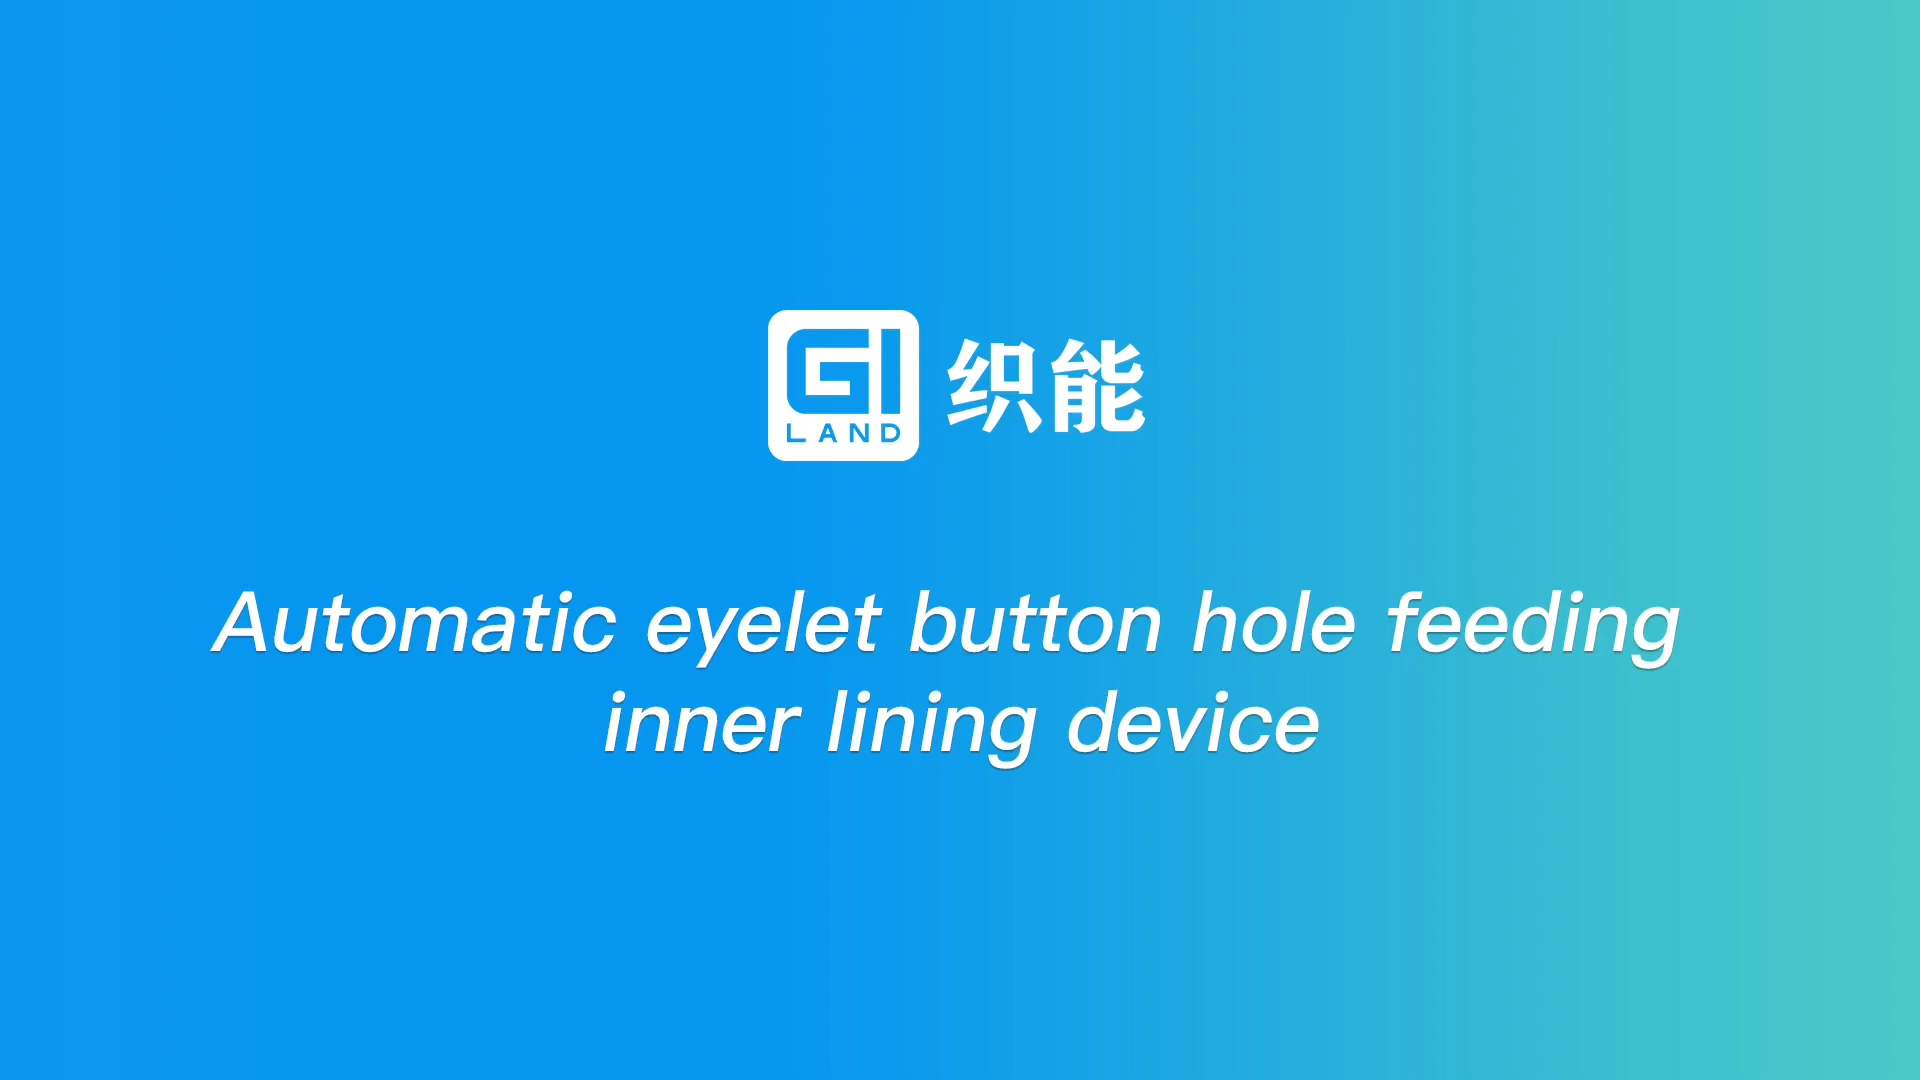 GI
LAND
织能
Automatic eyelet button hole feeding
inner lining device